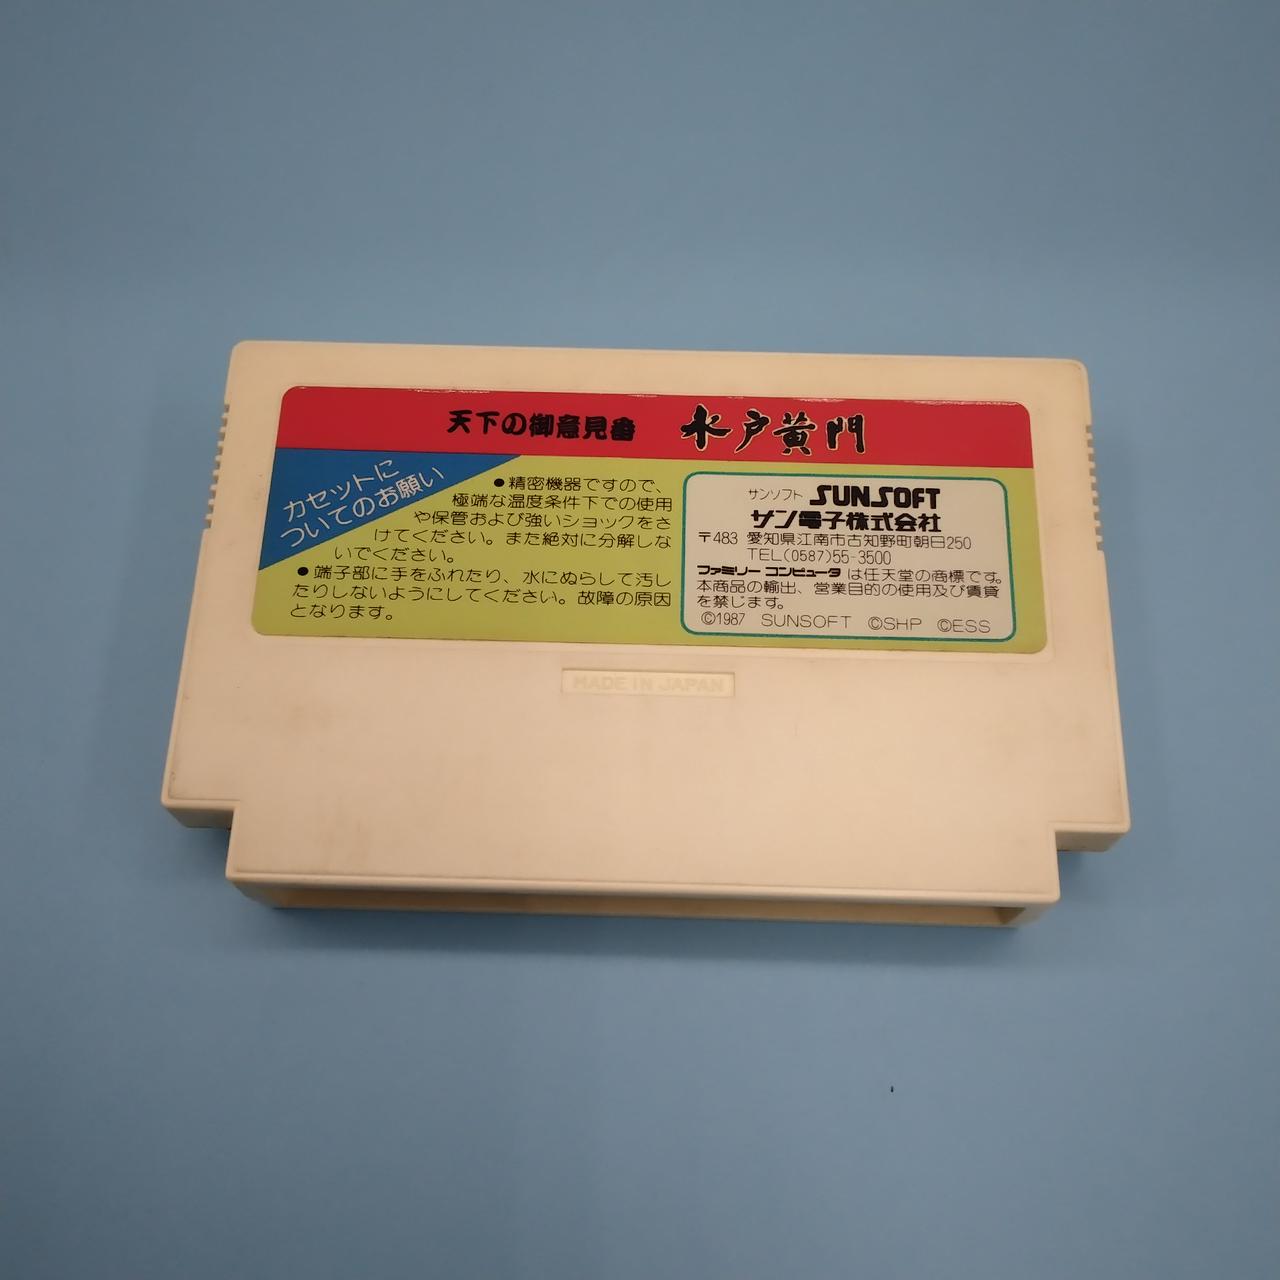 天下の御意見番 水戸黄門
カセットに
ついてのお願い
●精密機器ですので、
極端な温度条件下での使用
や保管および強いショックをさ
けてください。また絶対に分解しな
いでください。
●端子部に手をふれたり、水にぬらして汚し
たりしないようにしてください。故障の原因
となります。
サンソフト SUNSOFT
サン電子株式会社
〒483 愛知県江南市古知野町朝日250
TEL(0587)55-3500
ファミリーコンピュータは任天堂の商標です。
本商品の輸出、営業目的の使用及び賃貸
を禁じます。
©1987 SUNSOFT ©SHP ©ESS
MADE IN JAPAN